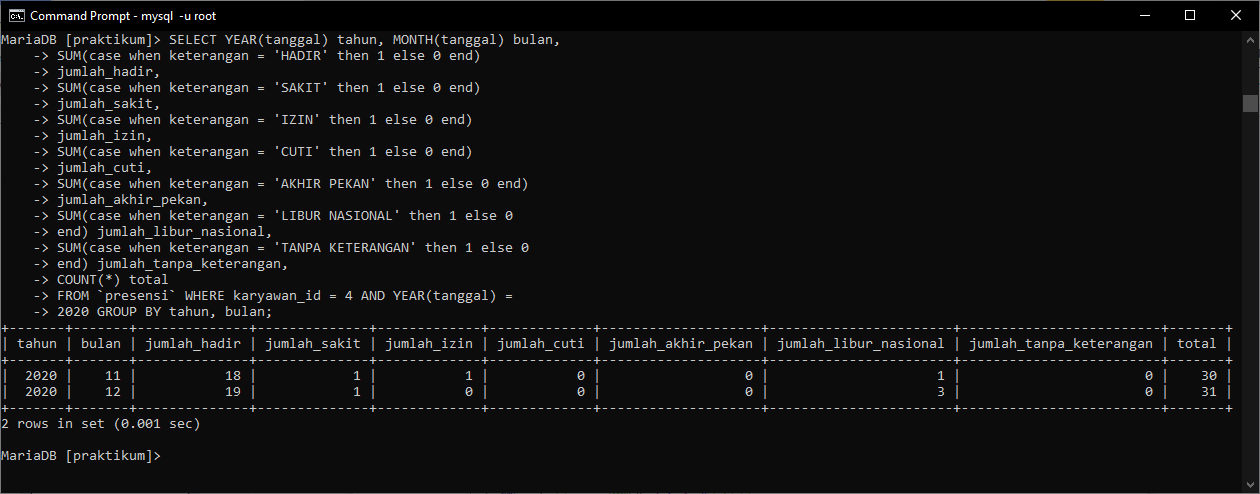 Command Prompt - mysql  -u root
MariaDB [praktikum]> SELECT YEAR(tanggal) tahun, MONTH(tanggal) bulan,
    -> SUM(case when keterangan = 'HADIR' then 1 else 0 end)
    -> jumlah_hadir,
    -> SUM(case when keterangan = 'SAKIT' then 1 else 0 end)
    -> jumlah_sakit,
    -> SUM(case when keterangan = 'IZIN' then 1 else 0 end)
    -> jumlah_izin,
    -> SUM(case when keterangan = 'CUTI' then 1 else 0 end)
    -> jumlah_cuti,
    -> SUM(case when keterangan = 'AKHIR PEKAN' then 1 else 0 end)
    -> jumlah_akhir_pekan,
    -> SUM(case when keterangan = 'LIBUR NASIONAL' then 1 else 0
    -> end) jumlah_libur_nasional,
    -> SUM(case when keterangan = 'TANPA KETERANGAN' then 1 else 0
    -> end) jumlah_tanpa_keterangan,
    -> COUNT(*) total
    -> FROM `presensi` WHERE karyawan_id = 4 AND YEAR(tanggal) =
    -> 2020 GROUP BY tahun, bulan;
+-------+-------+--------------+--------------+-------------+-------------+--------------------+-----------------------+-------------------------+-------+
| tahun | bulan | jumlah_hadir | jumlah_sakit | jumlah_izin | jumlah_cuti | jumlah_akhir_pekan | jumlah_libur_nasional | jumlah_tanpa_keterangan | total |
+-------+-------+--------------+--------------+-------------+-------------+--------------------+-----------------------+-------------------------+-------+
|  2020 |    11 |           18 |            1 |           1 |           0 |                  0 |                     1 |                       0 |    30 |
|  2020 |    12 |           19 |            1 |           0 |           0 |                  0 |                     3 |                       0 |    31 |
+-------+-------+--------------+--------------+-------------+-------------+--------------------+-----------------------+-------------------------+-------+
2 rows in set (0.001 sec)
MariaDB [praktikum]>